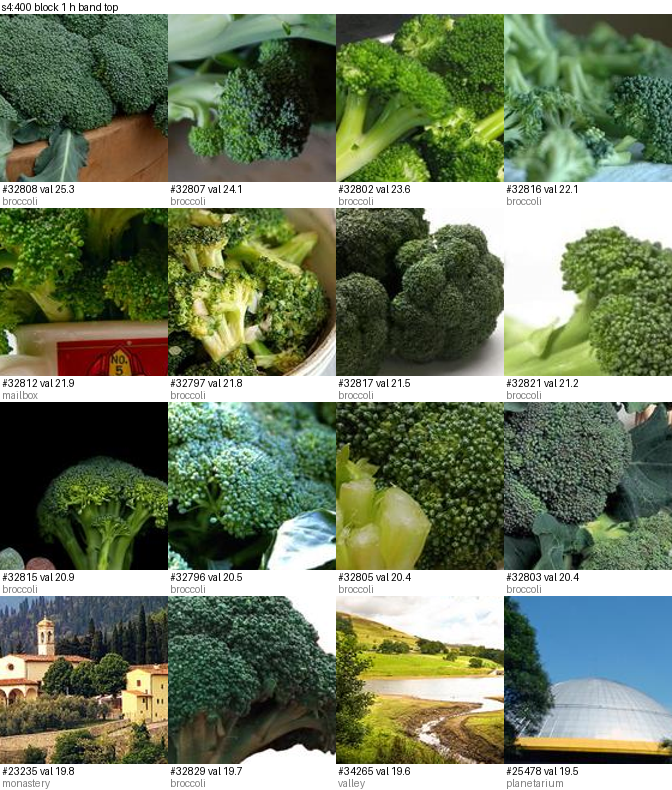 s4:400 block 1 h band top
#32808 val 25.3
broccoli
#32807 val 24.1
broccoli
#32802 val 23.6
broccoli
#32816 val 22.1
broccoli
NO.
5
#32812 val 21.9
mailbox
#32797 val 21.8
broccoli
#32817 val 21.5
broccoli
#32821 val 21.2
broccoli
#32815 val 20.9
broccoli
#32796 val 20.5
broccoli
#32805 val 20.4
broccoli
#32803 val 20.4
broccoli
#23235 val 19.8
monastery
#32829 val 19.7
broccoli
#34265 val 19.6
valley
#25478 val 19.5
planetarium